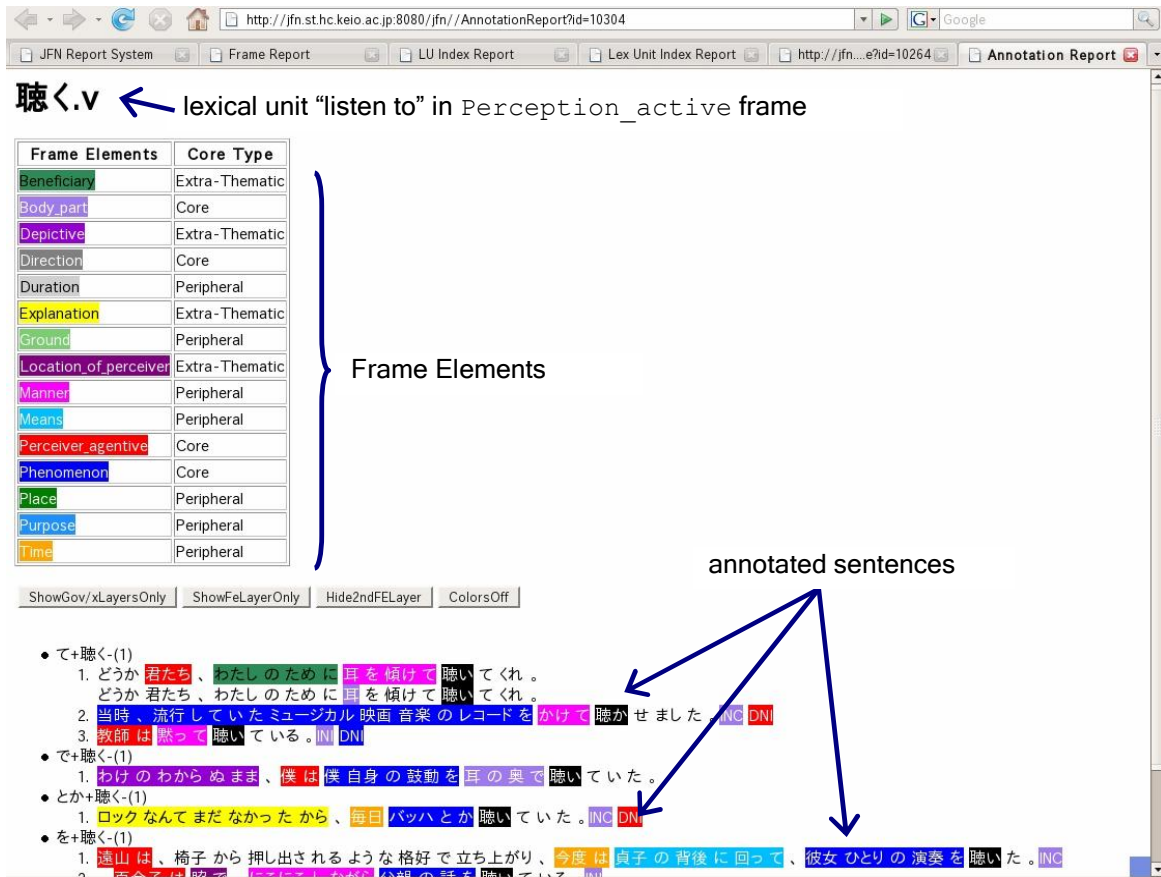 http://jfn.st.hc.keio.ac.jp:8080/jfn//AnnotationReport?id=10304
Google
JFN Report System
Frame Report
LU Index Report
Lex Unit Index Report
http://jfn....e?id=10264
Annotation Report
聴く.v
lexical unit “listen to” in Perception_active frame
Frame Elements Core Type
Beneficiary Extra-Thematic
Body_part Core
Depictive Extra-Thematic
Direction Core
Duration Peripheral
Explanation Extra-Thematic
Ground Peripheral
Location_of_perceiver Extra-Thematic
Manner Peripheral
Means Peripheral
Perceiver_agentive Core
Phenomenon Core
Place Peripheral
Purpose Peripheral
Time Peripheral
Frame Elements
annotated sentences
ShowGov/xLayersOnly ShowFeLayerOnly Hide2ndFELayer ColorsOff
● て+聴く-(1)
1. どうか 君たち 、 わたし の ため に 耳 を 傾け て 聴い て くれ 。
どうか 君たち 、 わたし の ため に 耳 を 傾け て 聴い て くれ 。
2. 当時 、 流行 し て い た ミュージカル 映画 音楽 の レコード を かけ て 聴か せ まし た 。 INC DNI
3. 教師 は 黙っ て 聴い て いる 。 INI DNI
● で+聴く-(1)
1. わけ の わから ぬ まま 、 僕 は 僕 自身 の 鼓動 を 耳 の 奥 で 聴い て い た 。
● とか+聴く-(1)
1. ロック なんて まだ なかっ た から 、 毎日 バッハ とか 聴い て い た 。 INC DNI
● を+聴く-(1)
1. 遠山 は 、 椅子 から 押し出さ れる よう な 格好 で 立ち上がり 、 今度 は 貞子 の 背後 に 回っ て 、 彼女 ひとり の 演奏 を 聴い た 。 INC